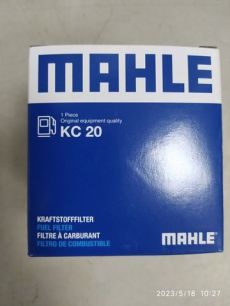 MAHLE
1 Piece
Original equipment quality
KC 20
KRAFTSTOFFFILTER
FUEL FILTER
FILTRE À CARBURANT
FILTRO DE COMBUSTIBLE
MAHLE
2023/5/18 10:27